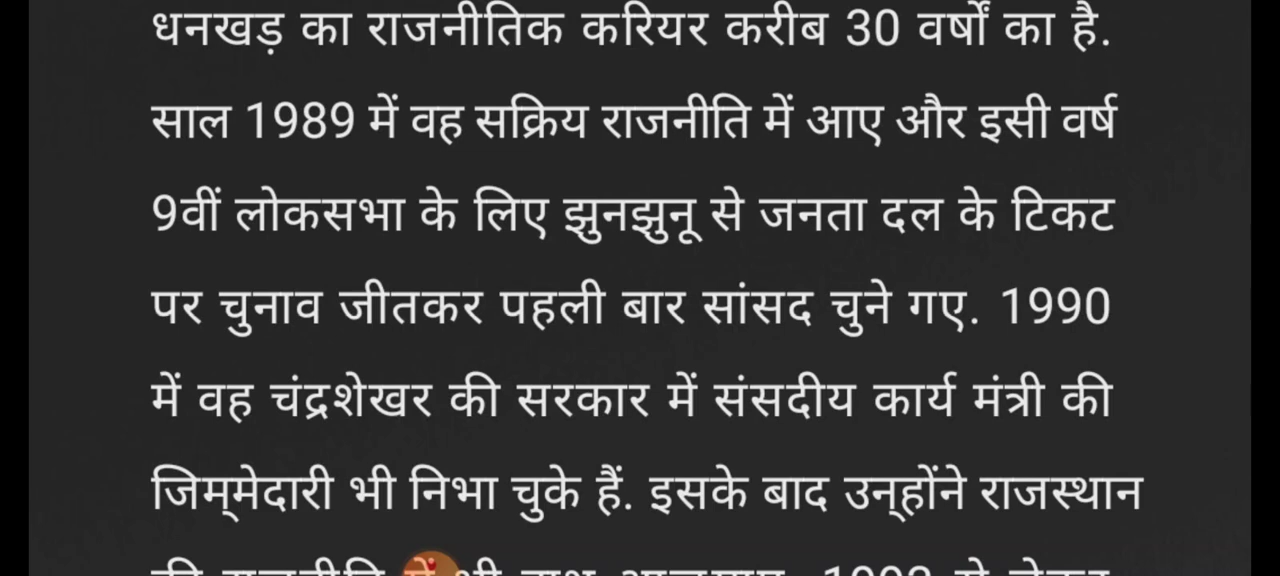 धनखड़ का राजनीतिक करियर करीब 30 वर्षों का है.
साल 1989 में वह सक्रिय राजनीति में आए और इसी वर्ष
9वीं लोकसभा के लिए झुनझुनू से जनता दल के टिकट
पर चुनाव जीतकर पहली बार सांसद चुने गए. 1990
में वह चंद्रशेखर की सरकार में संसदीय कार्य मंत्री की
जिम्मेदारी भी निभा चुके हैं. इसके बाद उन्होंने राजस्थान